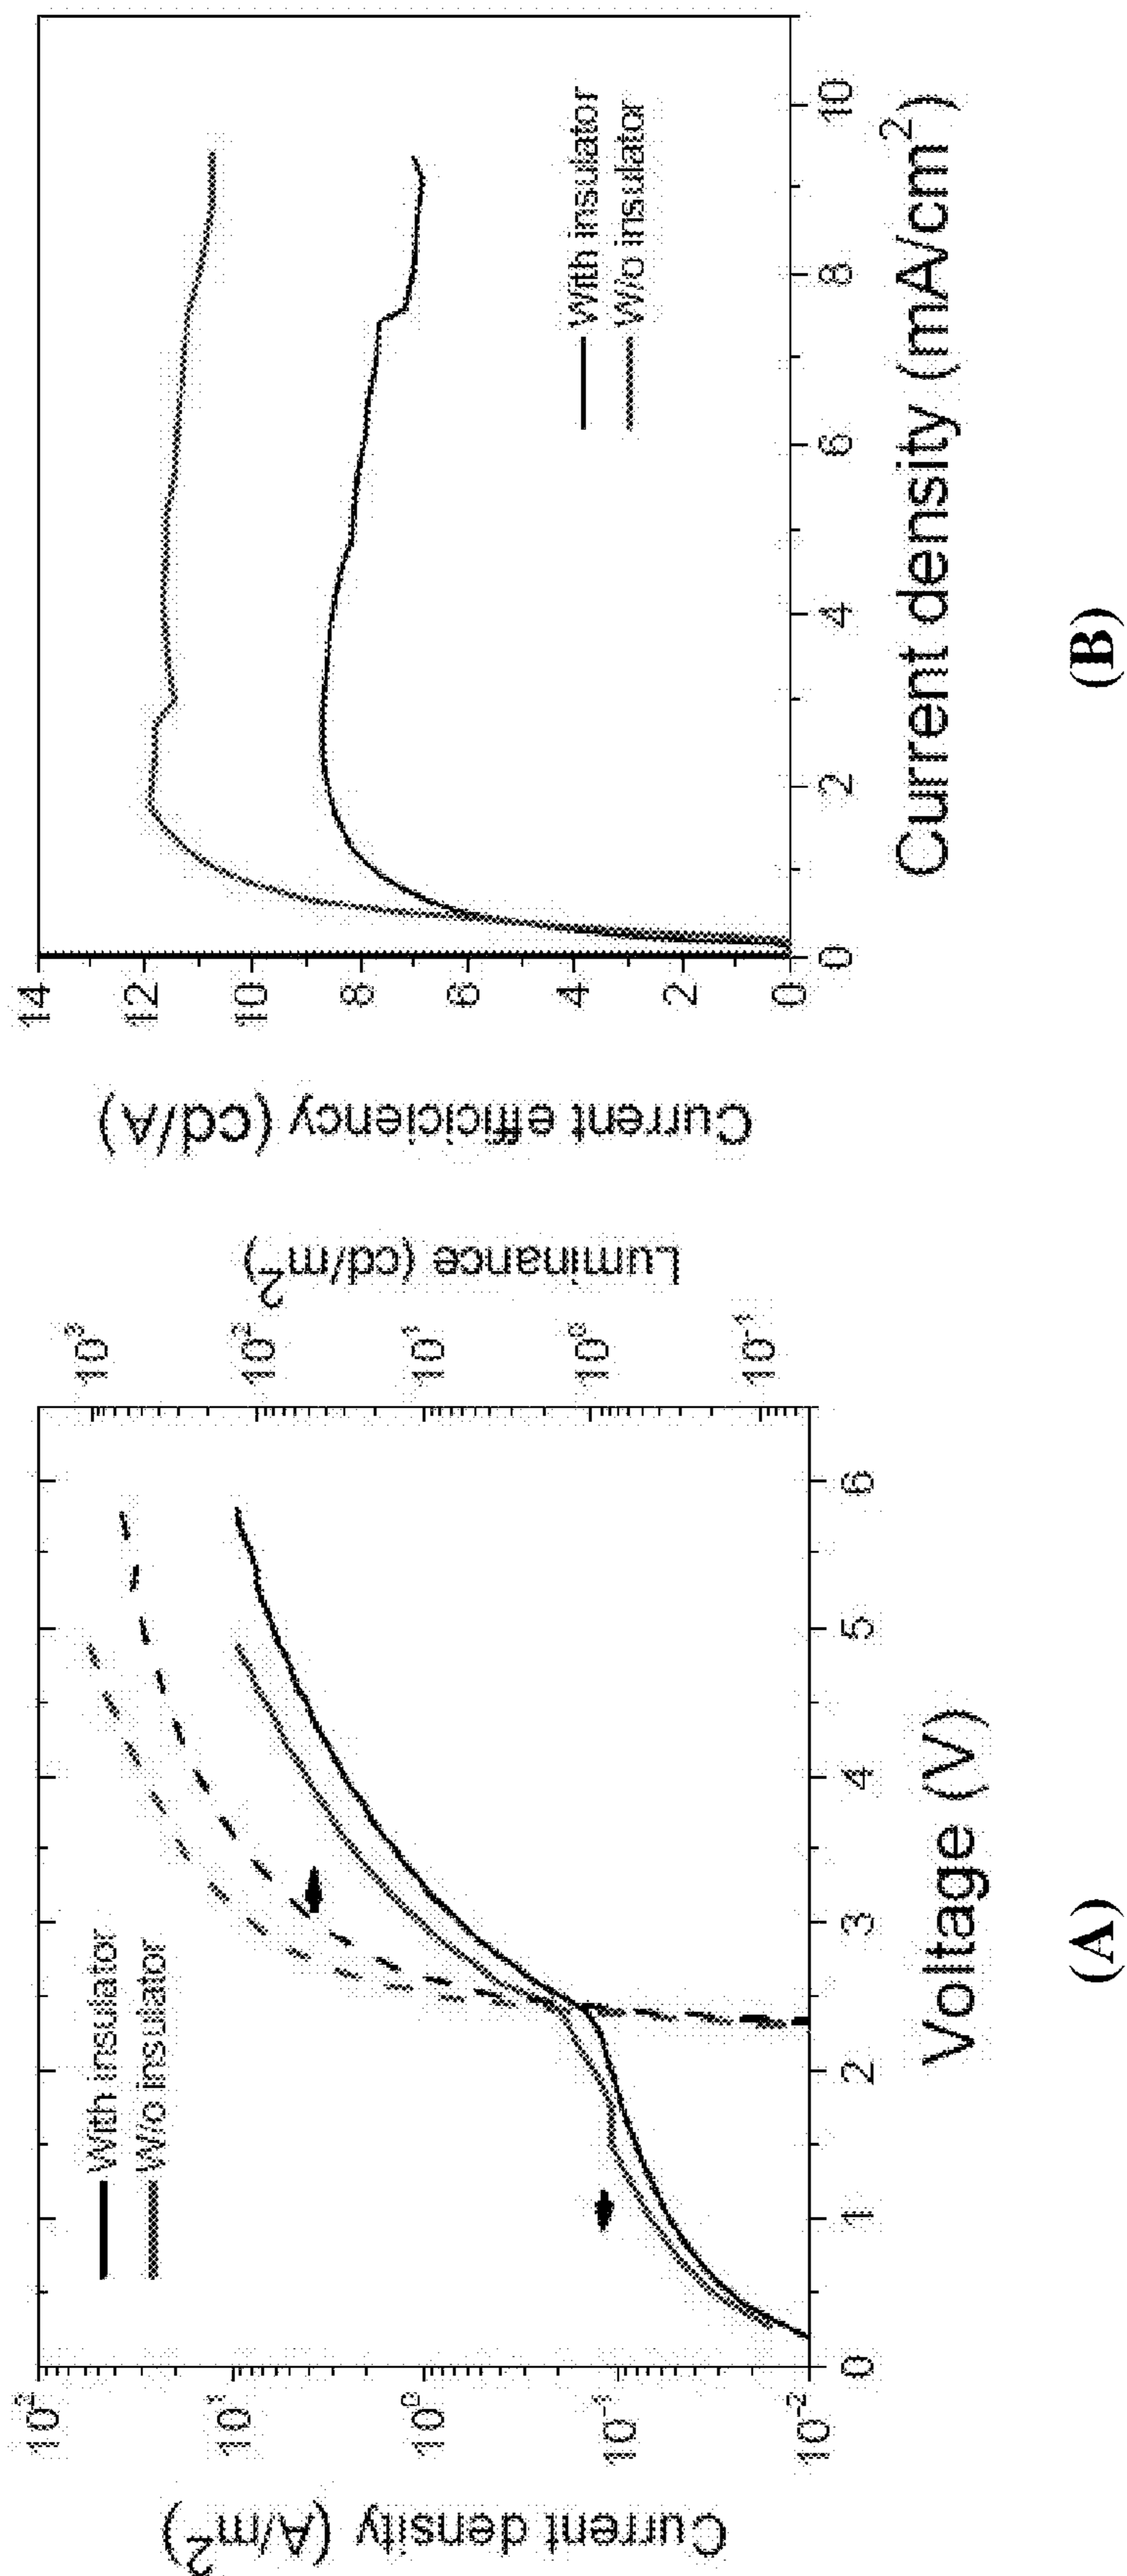 Current density (A/m²)
10²
10¹
10⁰
10⁻¹
10⁻²
With insulator
W/o insulator
0
1
2
3
4
5
6
Voltage (V)
10³
10²
10¹
10⁰
10⁻¹
Luminance (cd/m²)
(A)
Current efficiciency (cd/A)
14
12
10
8
6
4
2
0
With insulator
W/o insulator
0
2
4
6
8
10
Current density (mA/cm²)
(B)